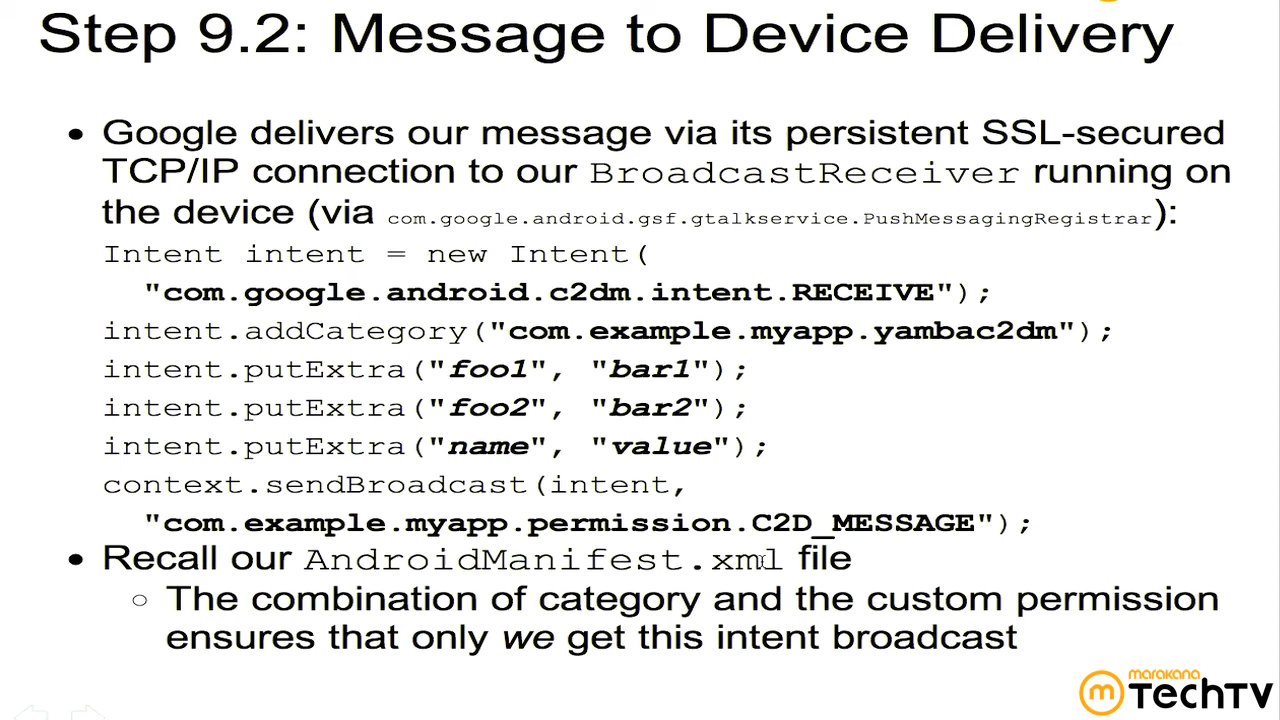 Step 9.2: Message to Device Delivery
• Google delivers our message via its persistent SSL-secured
TCP/IP connection to our BroadcastReceiver running on
the device (via com.google.android.gsf.gtalkservice.PushMessagingRegistrar):
Intent intent = new Intent(
"com.google.android.c2dm.intent.RECEIVE");
intent.addCategory("com.example.myapp.yambac2dm");
intent.putExtra("foo1", "bar1");
intent.putExtra("foo2", "bar2");
intent.putExtra("name", "value");
context.sendBroadcast(intent,
"com.example.myapp.permission.C2D_MESSAGE");
• Recall our AndroidManifest.xml file
○ The combination of category and the custom permission
ensures that only we get this intent broadcast
marakana
TechTV